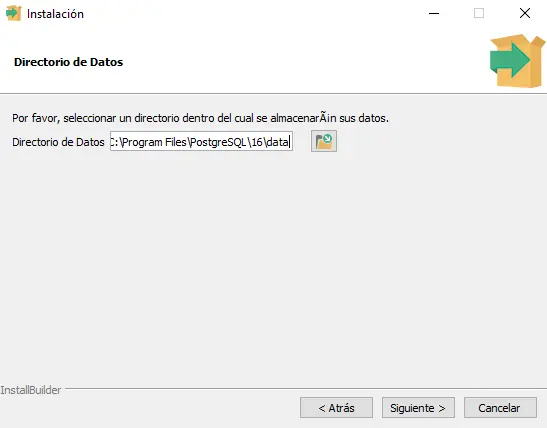 Instalación
Directorio de Datos
Por favor, seleccionar un directorio dentro del cual se almacenarÃin sus datos.
Directorio de Datos C:\Program Files\PostgreSQL\16\data
InstallBuilder
< Atrás Siguiente > Cancelar